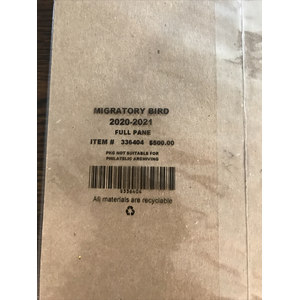 MIGRATORY BIRD
2020-2021
FULL PANE
ITEM # 336404 $500.00
PKG NOT SUITABLE FOR
PHILATELIC ARCHIVING
336404
All materials are recyclable